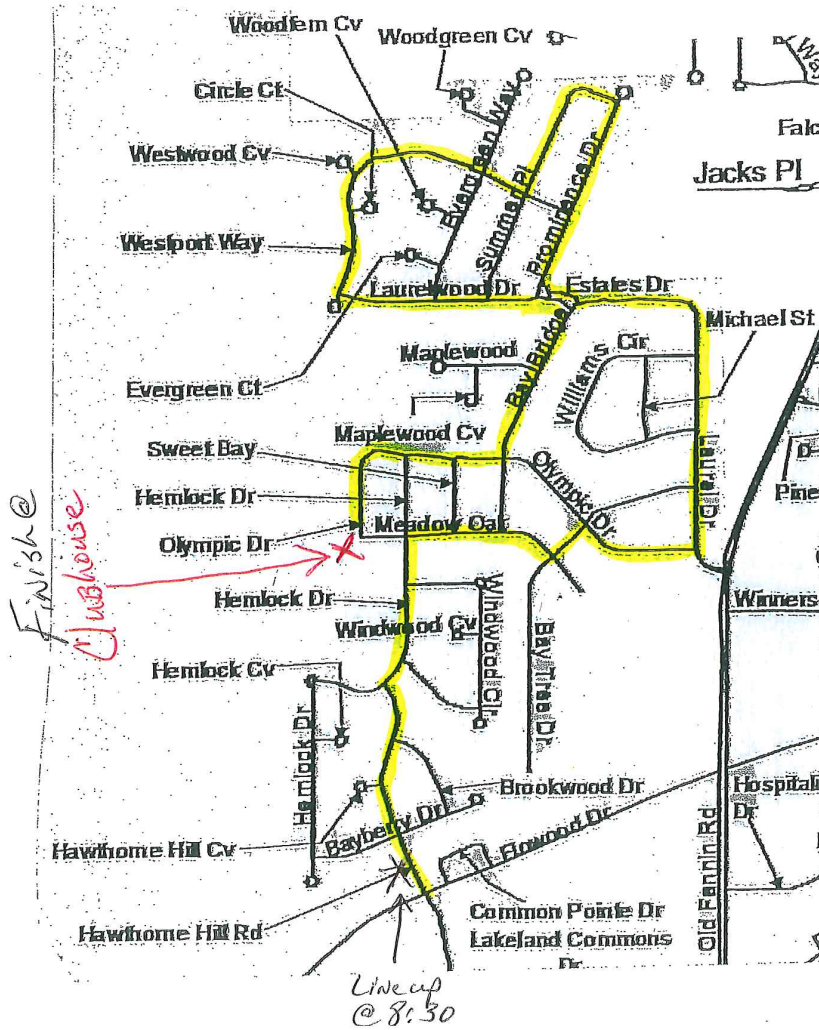 Woodfern Cv
Woodgreen Cv
Circle Ct
Westwood Cv
Falc
Jacks Pl
Evergreen Way
Summer Pl
Prominence Dr
Westport Way
Laurelwood Dr
Estates Dr
Michael St
Bay Bridge
Williams Cir
Maplewood
Evergreen Ct
Maplewood Cv
Sweet Bay
Olympic Dr
Laurel Dr
Pine
Hemlock Dr
Meadow Oak
Olympic Dr
Finish @
Clubhouse
X
Hemlock Dr
Windwood Cv
Windwood Cir
Bay Tree Dr
Winners
Hemlock Cv
Hemlock Dr
Brookwood Dr
Bayberry Dr
Flowood Dr
Hospital
Dr
Hawthorne Hill Cv
Old Fannin Rd
Hawthorne Hill Rd
X
Common Pointe Dr
Lakeland Commons
Dr
Line up
@ 8:30